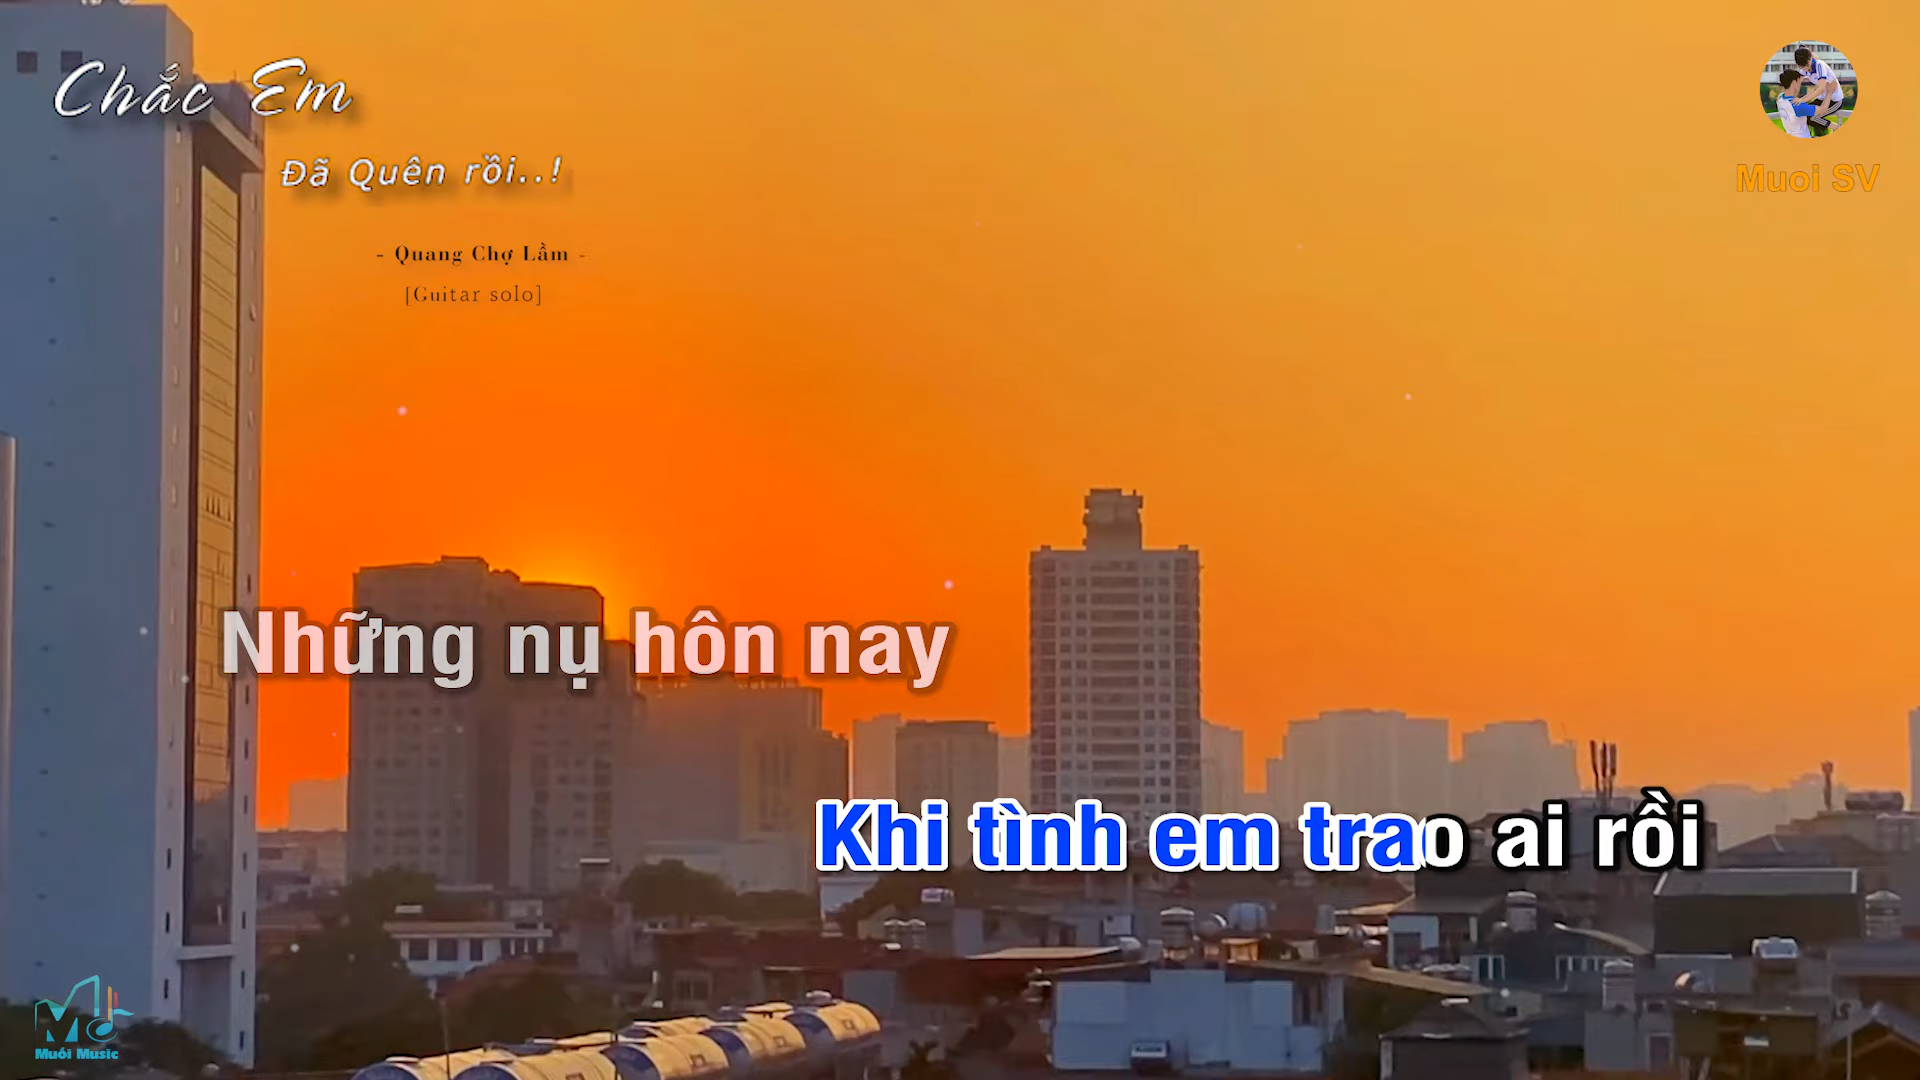 Chắc Em
Đã Quên rồi..!
- Quang Chợ Lầm -
[Guitar solo]
Muoi SV
Những nụ hôn nay
Khi tình em trao ai rồi
Muối Music